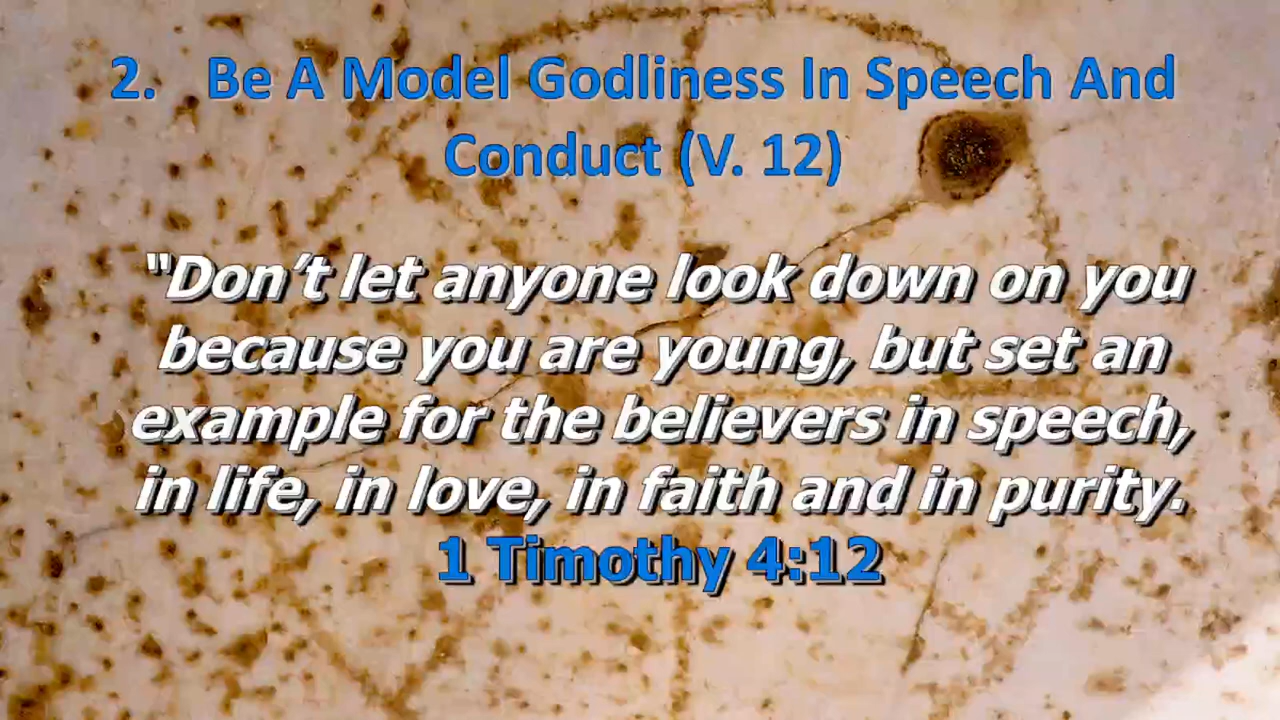 2. Be A Model Godliness In Speech And
Conduct (V. 12)
“Don’t let anyone look down on you
because you are young, but set an
example for the believers in speech,
in life, in love, in faith and in purity.
1 Timothy 4:12